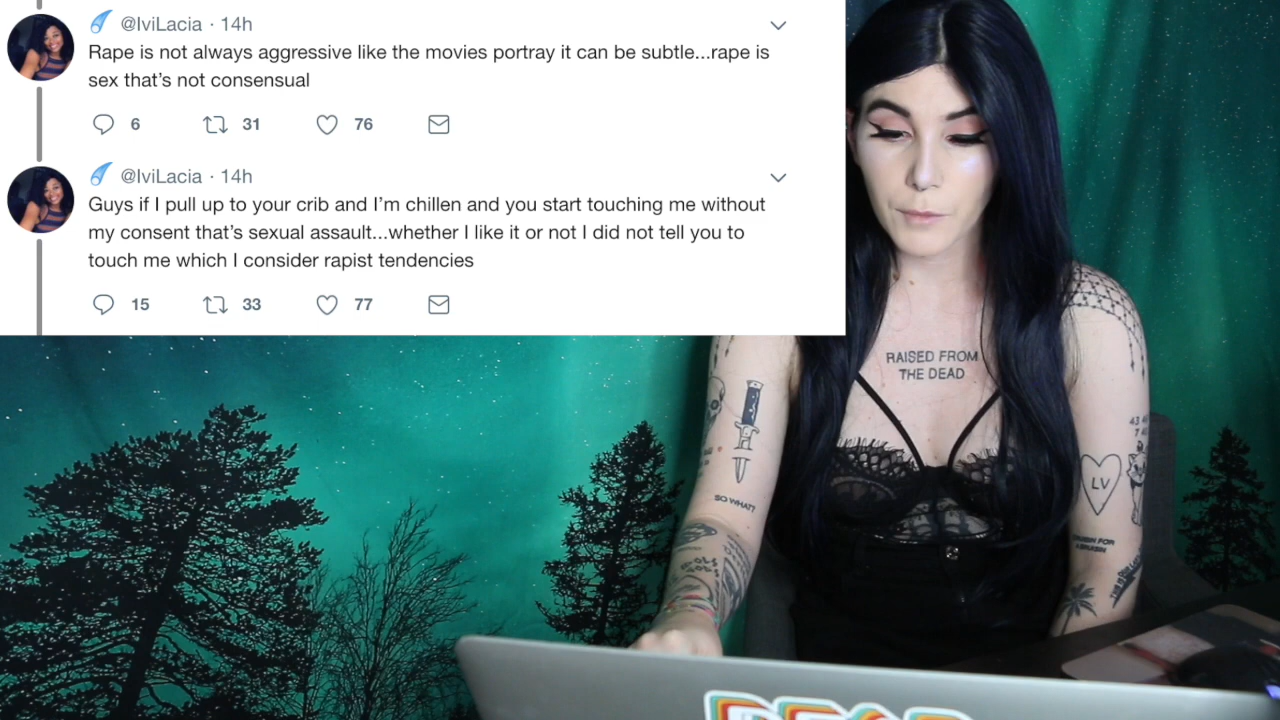 @IviLacia · 14h
Rape is not always aggressive like the movies portray it can be subtle...rape is
sex that’s not consensual
6 31 76
@IviLacia · 14h
Guys if I pull up to your crib and I’m chillen and you start touching me without
my consent that’s sexual assault...whether I like it or not I did not tell you to
touch me which I consider rapist tendencies
15 33 77
RAISED FROM
THE DEAD
SO WHAT?
LV